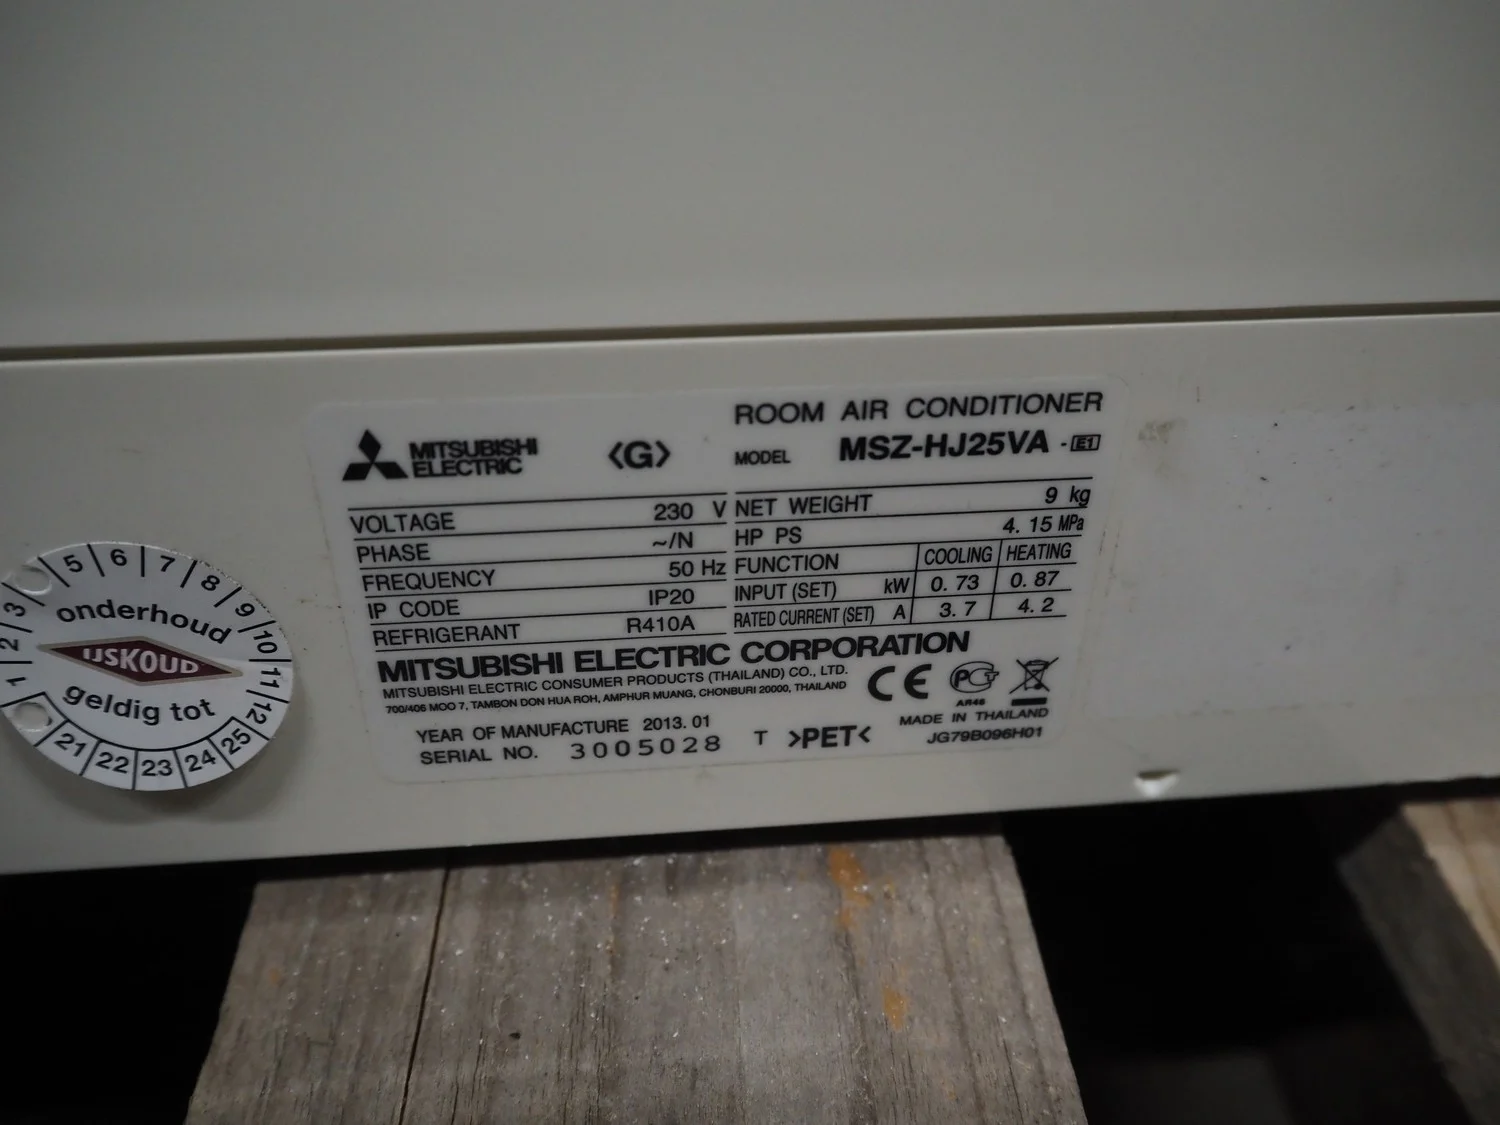 ROOM AIR CONDITIONER
MITSUBISHI
ELECTRIC
<G>
MODEL MSZ-HJ25VA - E1
VOLTAGE 230 V
PHASE ~/N
FREQUENCY 50 Hz
IP CODE IP20
REFRIGERANT R410A
NET WEIGHT 9 kg
HP PS 4.15 MPa
FUNCTION COOLING HEATING
INPUT (SET) kW 0.73 0.87
RATED CURRENT (SET) A 3.7 4.2
MITSUBISHI ELECTRIC CORPORATION
MITSUBISHI ELECTRIC CONSUMER PRODUCTS (THAILAND) CO., LTD.
700/406 MOO 7, TAMBON DON HUA ROH, AMPHUR MUANG, CHONBURI 20000, THAILAND
CE
РСТ
AR46
YEAR OF MANUFACTURE 2013.01
SERIAL NO. 3005028 T >PET<
MADE IN THAILAND
JG79B096H01
1 2 3 5 6 7 8 9 10 11 12
onderhoud
IJSKOUD
geldig tot
21 22 23 24 25